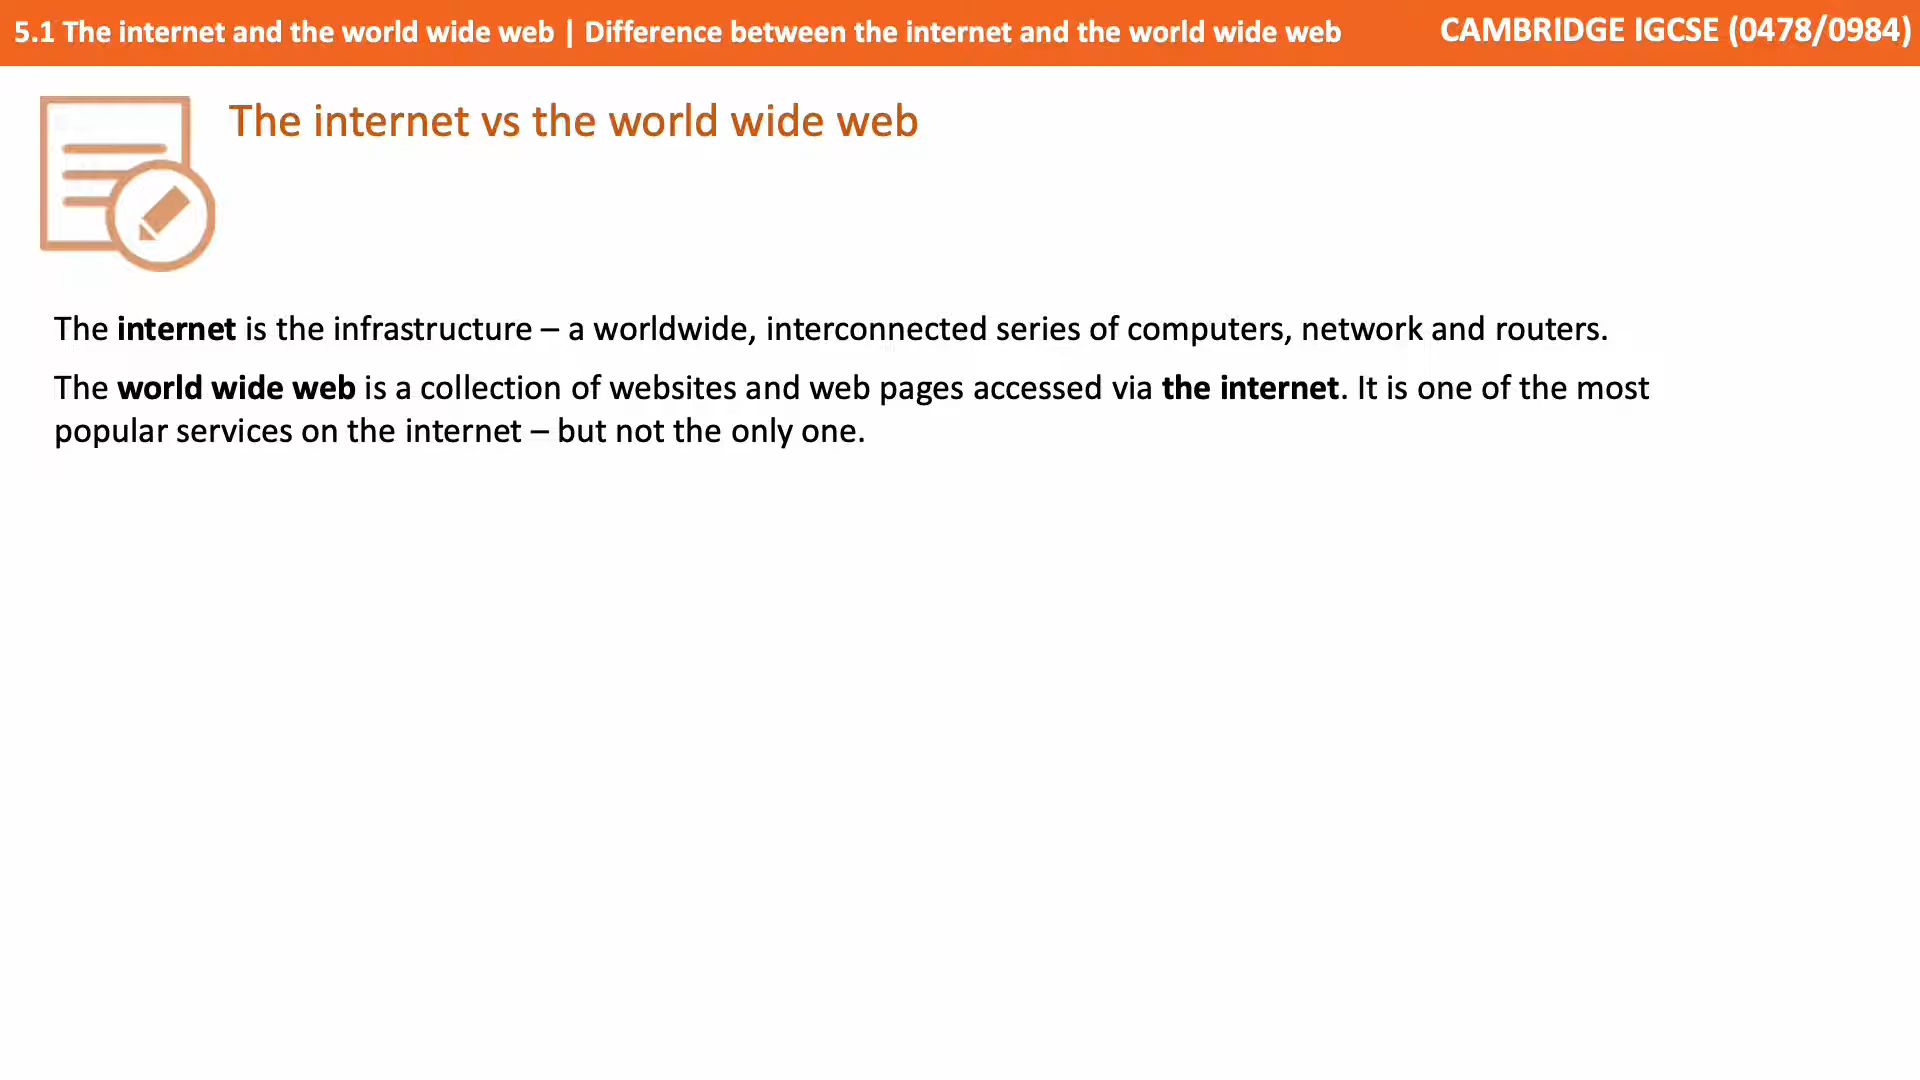 5.1 The internet and the world wide web | Difference between the internet and the world wide web
CAMBRIDGE IGCSE (0478/0984)
The internet vs the world wide web
The internet is the infrastructure – a worldwide, interconnected series of computers, network and routers.
The world wide web is a collection of websites and web pages accessed via the internet. It is one of the most
popular services on the internet – but not the only one.